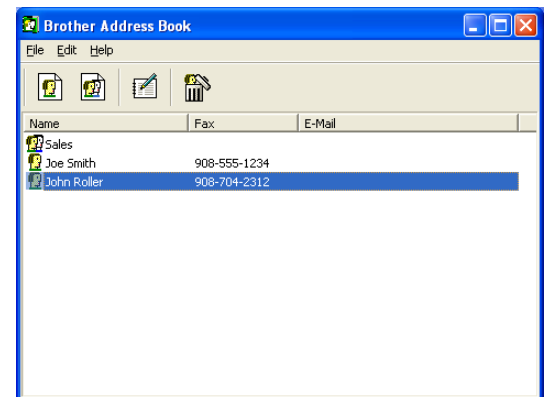 Brother Address Book
File Edit Help
Name Fax E-Mail
Sales
Joe Smith 908-555-1234
John Roller 908-704-2312